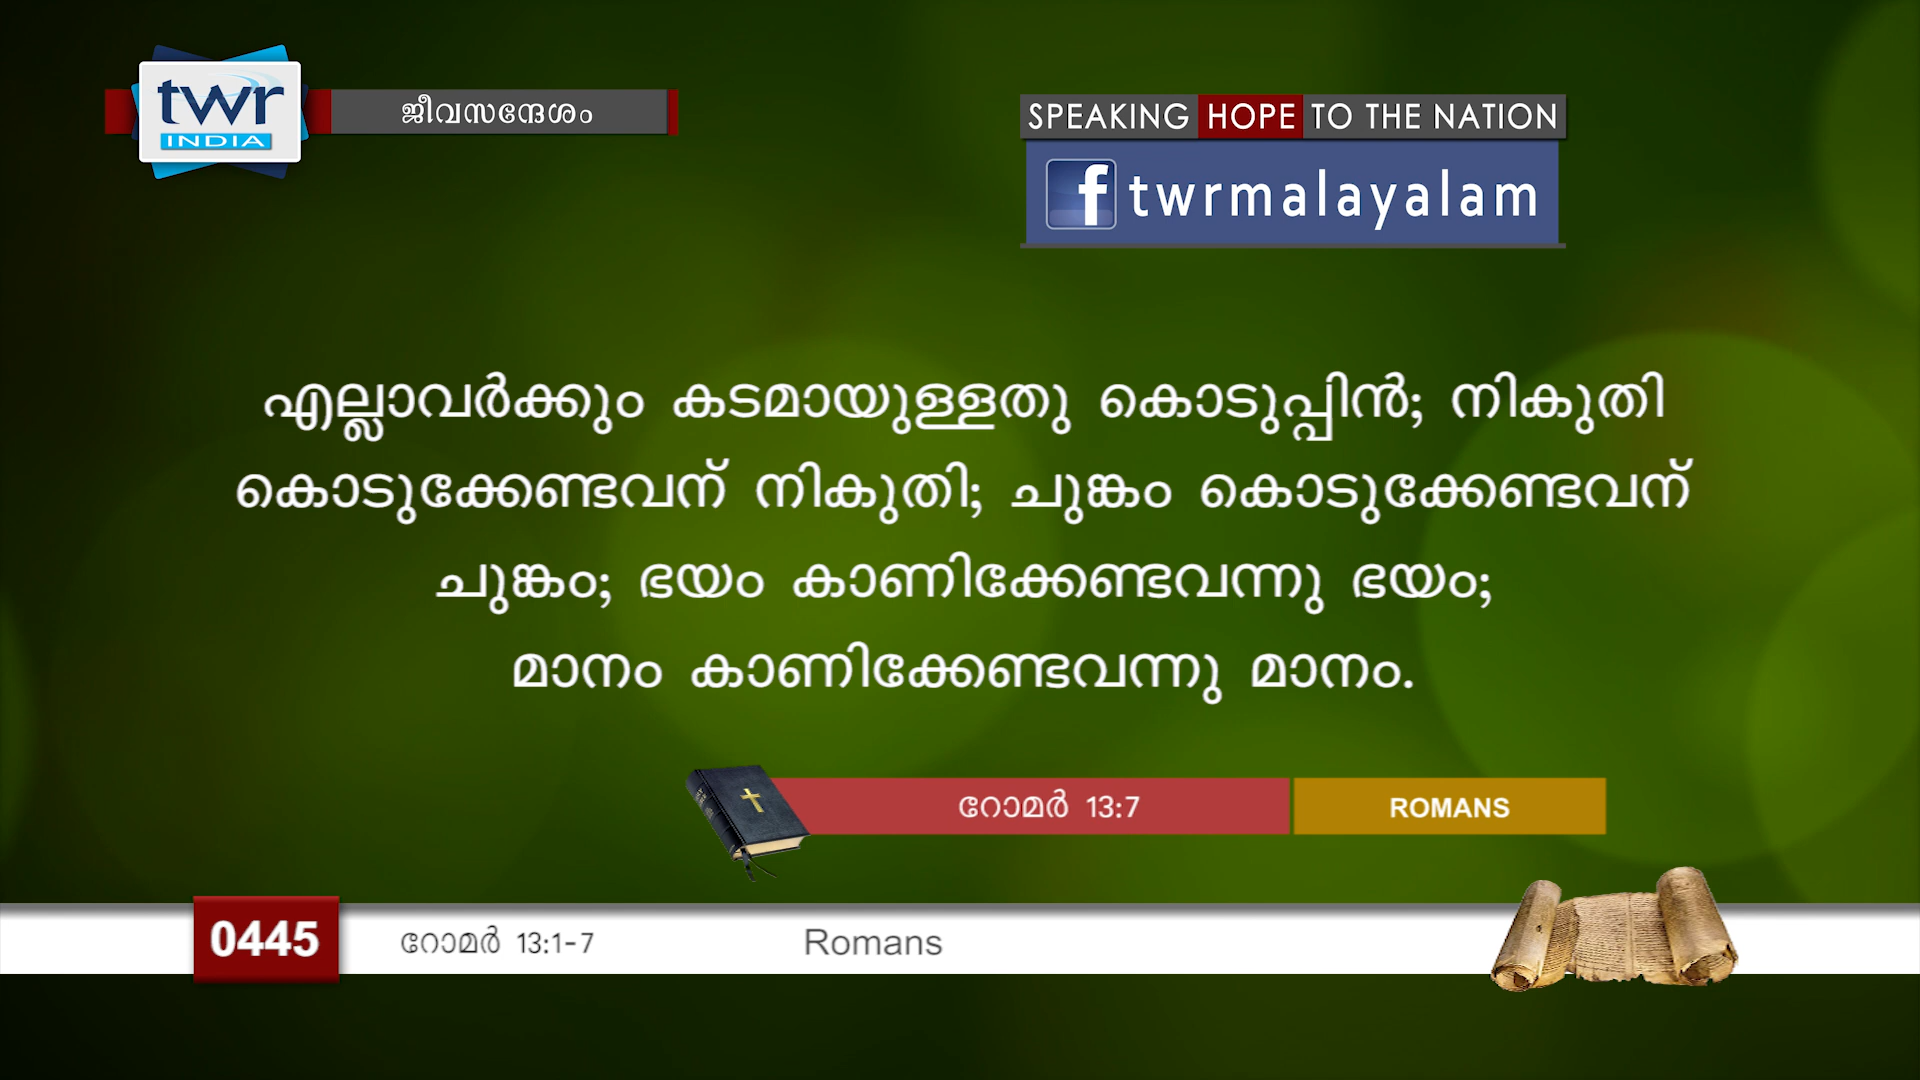 twr
INDIA
ജീവസന്ദേശം
SPEAKING HOPE TO THE NATION
f twrmalayalam
എല്ലാവർക്കും കടമായുള്ളതു കൊടുപ്പിൻ; നികുതി
കൊടുക്കേണ്ടവന് നികുതി; ചുങ്കം കൊടുക്കേണ്ടവന്
ചുങ്കം; ഭയം കാണിക്കേണ്ടവന്നു ഭയം;
മാനം കാണിക്കേണ്ടവന്നു മാനം.
റോമർ 13:7
ROMANS
0445
റോമർ 13:1-7
Romans